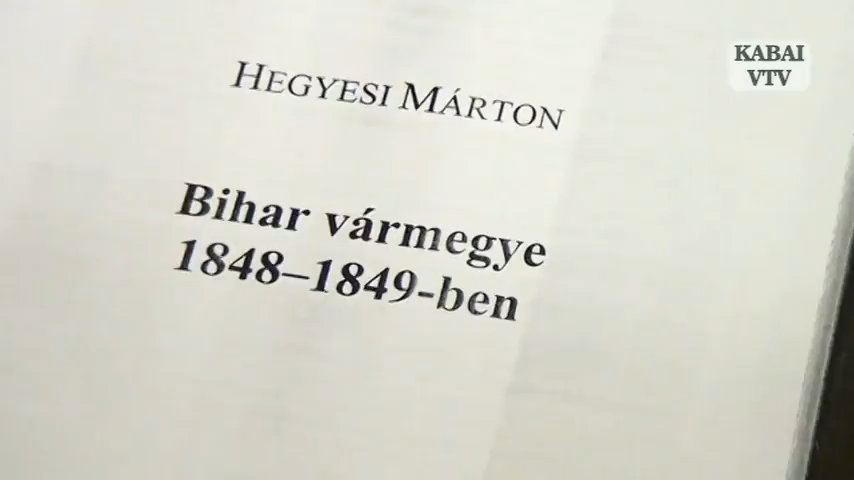 KABAI
VTV
HEGYESI MÁRTON
Bihar vármegye
1848–1849-ben